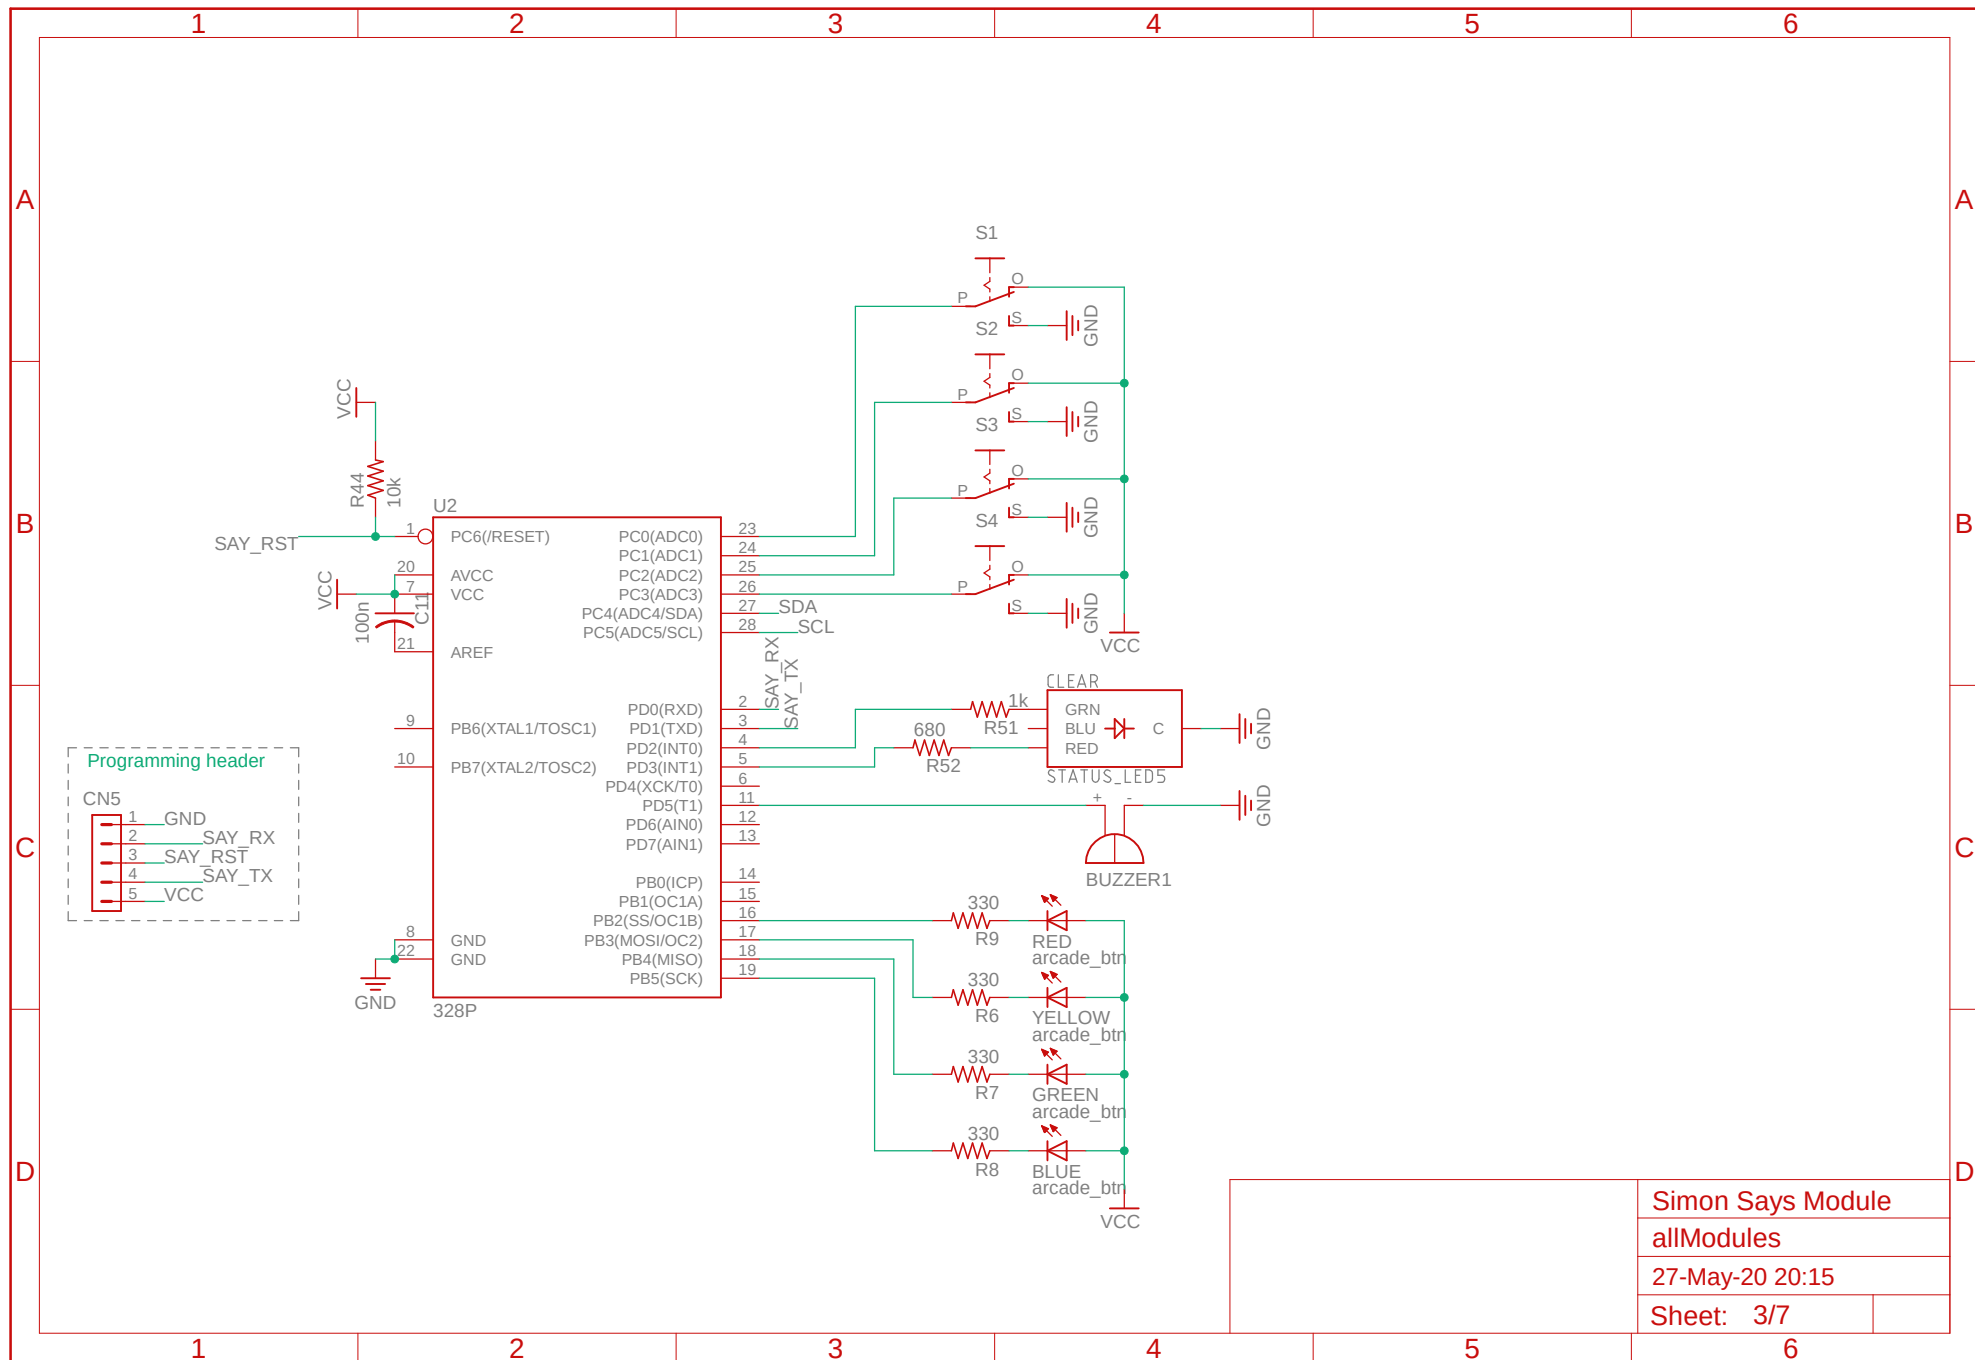 1 2 3 4 5 6
A A
S1
O
P
S
GND
S2
O
P
S
GND
S3
O
P
S
GND
S4
O
P
S
GND
VCC
B B
VCC
R44
10k
SAY_RST
VCC
100n
C11
U2
1 PC6(/RESET)
20 AVCC
7 VCC
21 AREF
9 PB6(XTAL1/TOSC1)
10 PB7(XTAL2/TOSC2)
8 GND
22 GND
GND
328P
PC0(ADC0) 23
PC1(ADC1) 24
PC2(ADC2) 25
PC3(ADC3) 26
PC4(ADC4/SDA) 27 SDA
PC5(ADC5/SCL) 28 SCL
SAY_RX
SAY_TX
PD0(RXD) 2
PD1(TXD) 3
PD2(INT0) 4
PD3(INT1) 5
PD4(XCK/T0) 6
PD5(T1) 11
PD6(AIN0) 12
PD7(AIN1) 13
PB0(ICP) 14
PB1(OC1A) 15
PB2(SS/OC1B) 16
PB3(MOSI/OC2) 17
PB4(MISO) 18
PB5(SCK) 19
CLEAR
1k
R51
680
R52
GRN
BLU C
RED
STATUS_LED5
GND
+ -
GND
BUZZER1
C C
Programming header
CN5
1 GND
2 SAY_RX
3 SAY_RST
4 SAY_TX
5 VCC
330
R9
RED
arcade_btn
330
R6
YELLOW
arcade_btn
330
R7
GREEN
arcade_btn
330
R8
BLUE
arcade_btn
VCC
D D
Simon Says Module
allModules
27-May-20 20:15
Sheet: 3/7
1 2 3 4 5 6